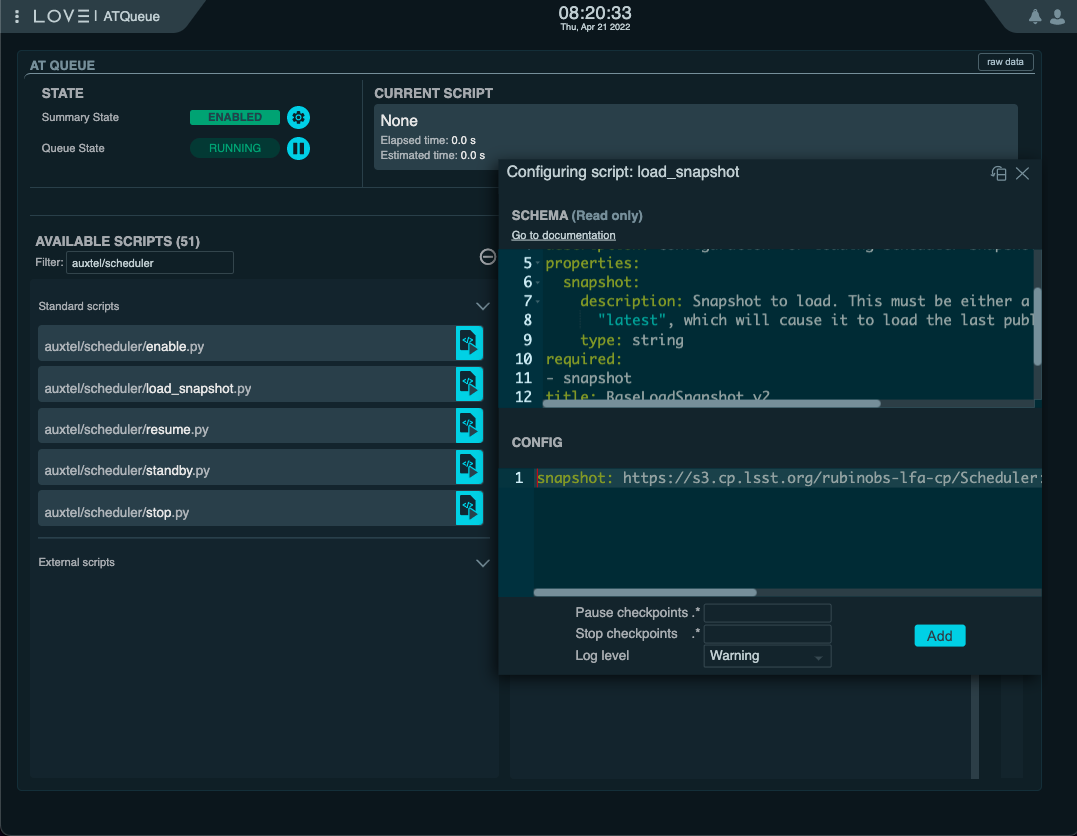 LOVE | ATQueue
08:20:33
Thu, Apr 21 2022
AT QUEUE
raw data
STATE
Summary State
ENABLED
Queue State
RUNNING
CURRENT SCRIPT
None
Elapsed time: 0.0 s
Estimated time: 0.0 s
AVAILABLE SCRIPTS (51)
Filter: auxtel/scheduler
Standard scripts
auxtel/scheduler/enable.py
auxtel/scheduler/load_snapshot.py
auxtel/scheduler/resume.py
auxtel/scheduler/standby.py
auxtel/scheduler/stop.py
External scripts
Configuring script: load_snapshot
SCHEMA (Read only)
Go to documentation
5 properties:
6 snapshot:
7 description: Snapshot to load. This must be either a
8 "latest", which will cause it to load the last publ
9 type: string
10 required:
11 - snapshot
12 title: BaseLoadSnapshot v2
CONFIG
1 snapshot: https://s3.cp.lsst.org/rubinobs-lfa-cp/Scheduler:
Pause checkpoints .*
Stop checkpoints .*
Log level Warning
Add